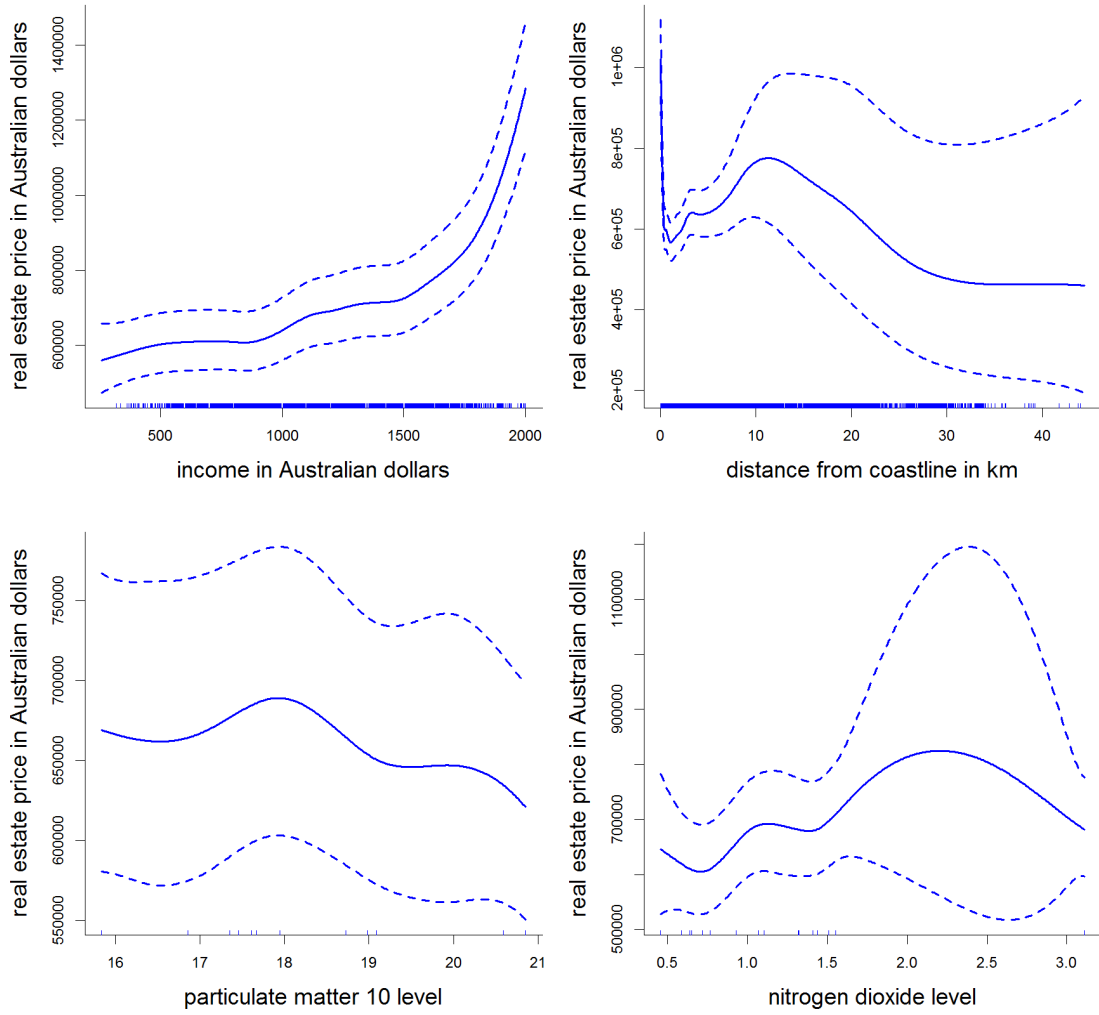 real estate price in Australian dollars
600000 800000 1000000 1200000 1400000
500 1000 1500 2000
income in Australian dollars
real estate price in Australian dollars
2e+05 4e+05 6e+05 8e+05 1e+06
0 10 20 30 40
distance from coastline in km
real estate price in Australian dollars
550000 600000 650000 700000 750000
16 17 18 19 20 21
particulate matter 10 level
real estate price in Australian dollars
500000 700000 900000 1100000
0.5 1.0 1.5 2.0 2.5 3.0
nitrogen dioxide level